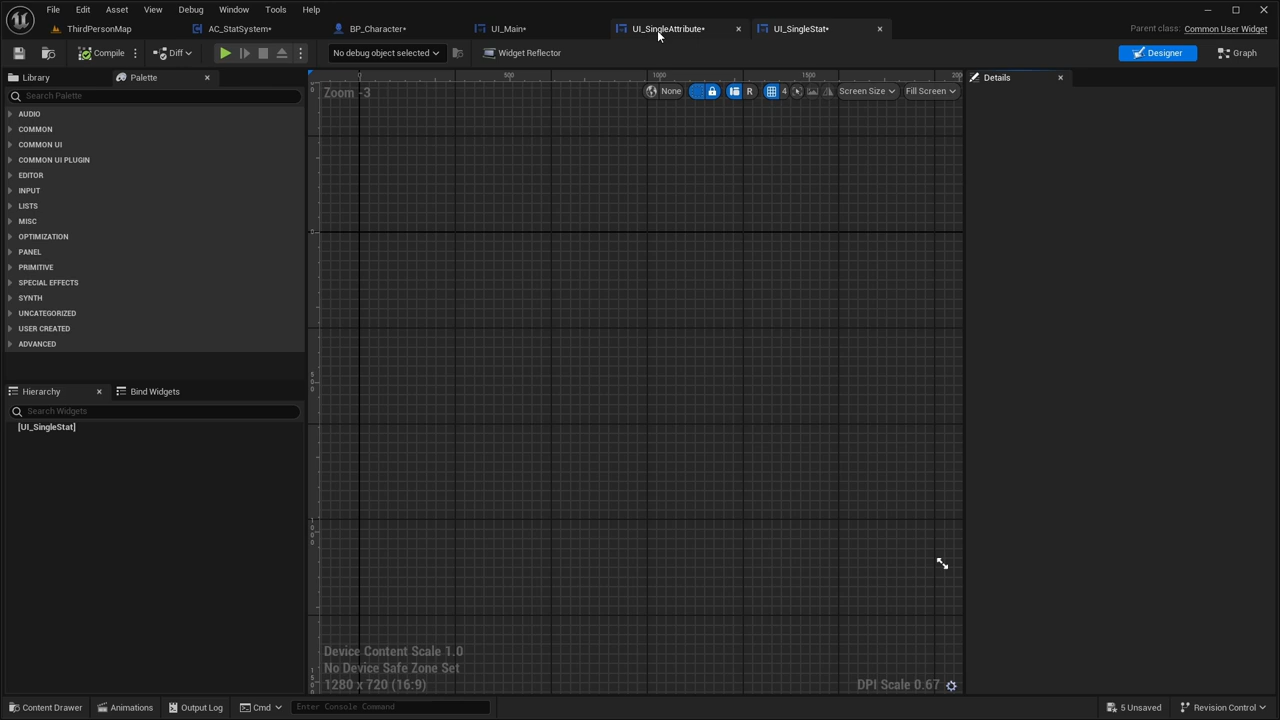 File Edit Asset View Debug Window Tools Help
ThirdPersonMap AC_StatSystem* BP_Character* UI_Main* UI_SingleAttribute* UI_SingleStat* Parent class: Common User Widget
Compile Diff No debug object selected Widget Reflector Designer Graph
Library Palette Details
0 500 1000 1500 200
Search Palette
Zoom -3 None R 4 Screen Size Fill Screen
AUDIO
COMMON
COMMON UI
COMMON UI PLUGIN
EDITOR
INPUT
LISTS
MISC
OPTIMIZATION
PANEL
PRIMITIVE
SPECIAL EFFECTS
SYNTH
UNCATEGORIZED
USER CREATED
ADVANCED
Hierarchy Bind Widgets
Search Widgets
[UI_SingleStat]
Device Content Scale 1.0
No Device Safe Zone Set
1280 x 720 (16:9) DPI Scale 0.67
Content Drawer Animations Output Log Cmd Enter Console Command 5 Unsaved Revision Control